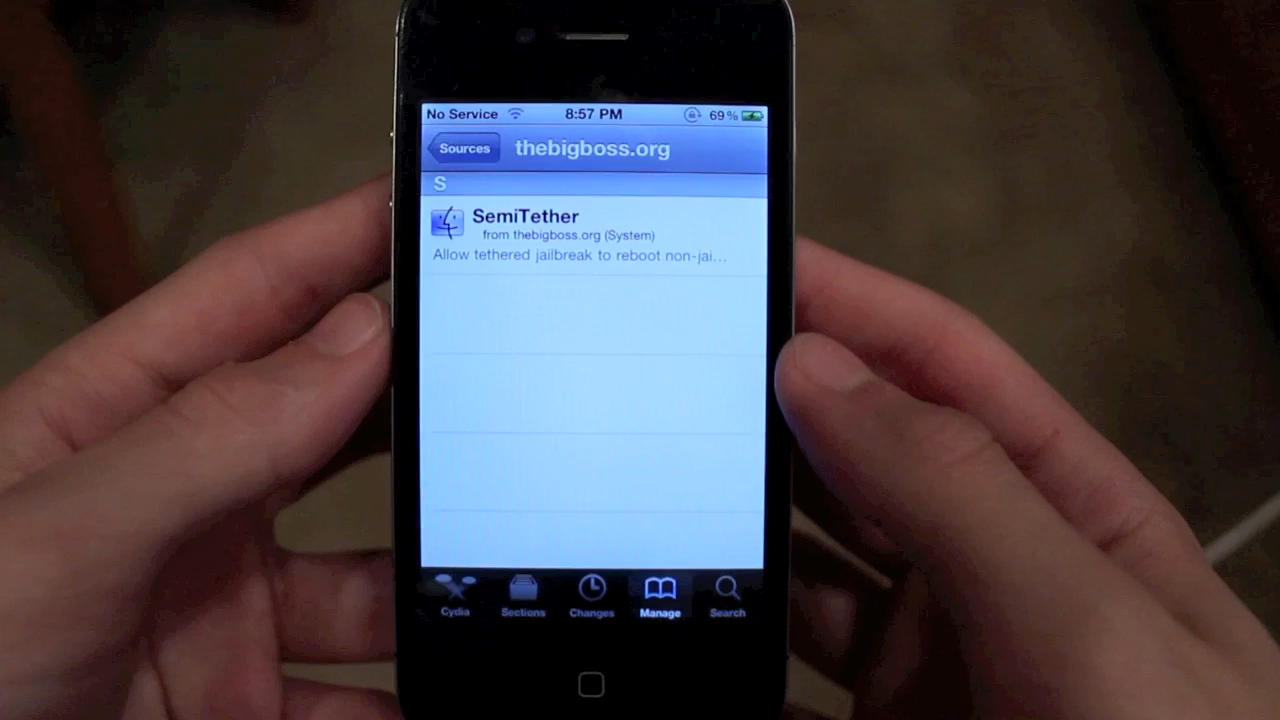 No Service 8:57 PM 69%
Sources thebigboss.org
S
SemiTether
from thebigboss.org (System)
Allow tethered jailbreak to reboot non-jai...
Cydia Sections Changes Manage Search